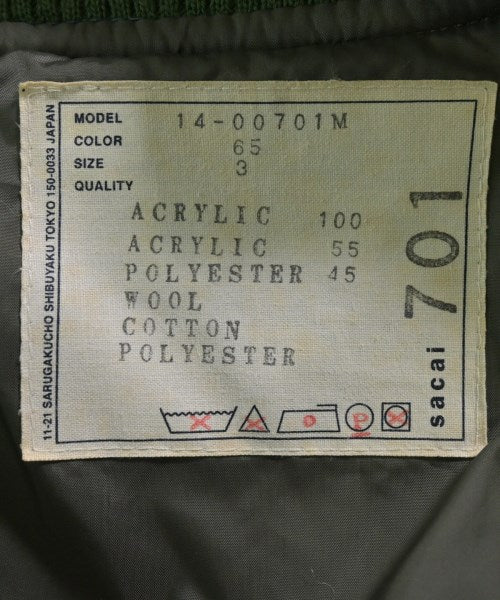 MODEL 14-00701M
COLOR 65
SIZE 3
QUALITY
ACRYLIC 100
ACRYLIC 55
POLYESTER 45
WOOL
COTTON
POLYESTER
P
11-21 SARUGAKUCHO SHIBUYAKU TOKYO 150-0033 JAPAN
sacai 701